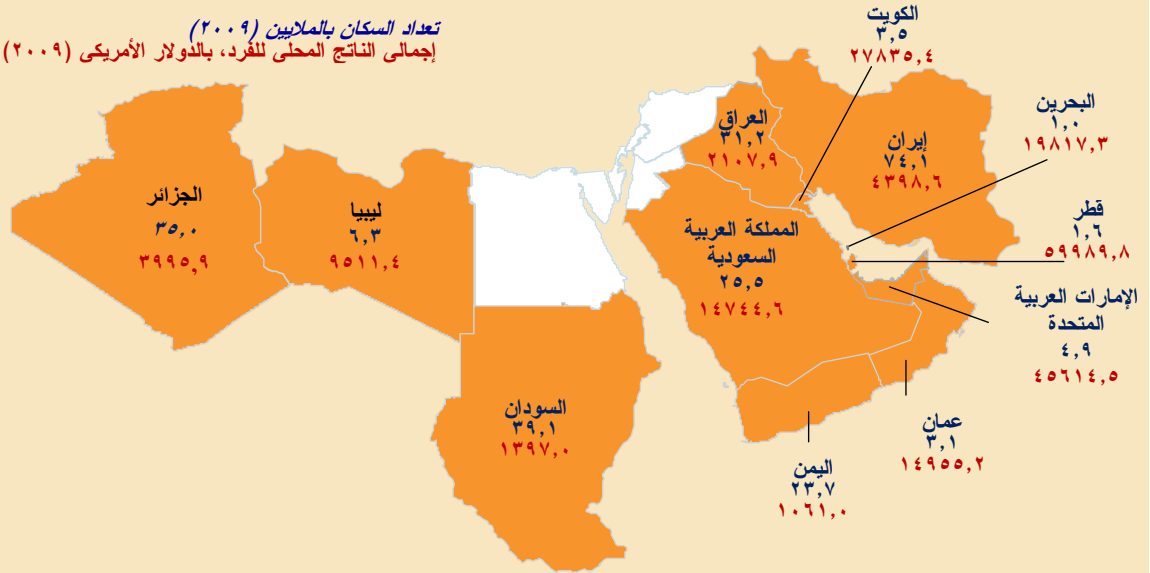 تعداد السكان بالملايين (٢٠٠٩)
إجمالى الناتج المحلى للفرد، بالدولار الأمريكى (٢٠٠٩)
الكويت
٣,٥
٢٧٨٣٥,٤
البحرين
١,٠
١٩٨١٧,٣
العراق
٣١,٢
٢١٠٧,٩
إيران
٧٤,١
٤٣٩٨,٦
قطر
١,٦
٥٩٩٨٩,٨
الجزائر
٣٥,٠
٣٩٩٥,٩
ليبيا
٦,٣
٩٥١١,٤
المملكة العربية
السعودية
٢٥,٥
١٤٧٤٤,٦
الإمارات العربية
المتحدة
٤,٩
٤٥٦١٤,٥
السودان
٣٩,١
١٣٩٧,٠
عمان
٣,١
١٤٩٥٥,٢
اليمن
٢٣,٧
١٠٦١,٠